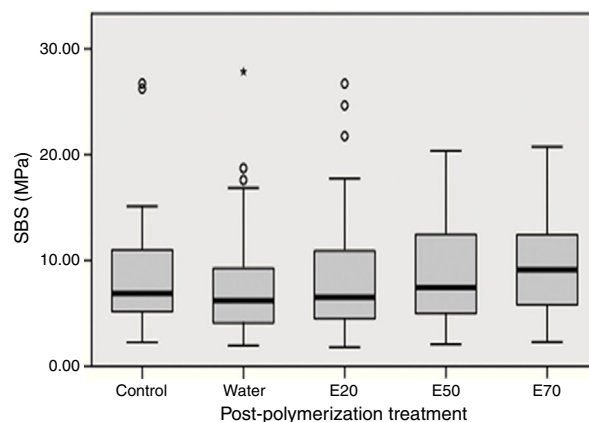 30.00
20.00
10.00
0.00
SBS (MPa)
Control Water E20 E50 E70
Post-polymerization treatment